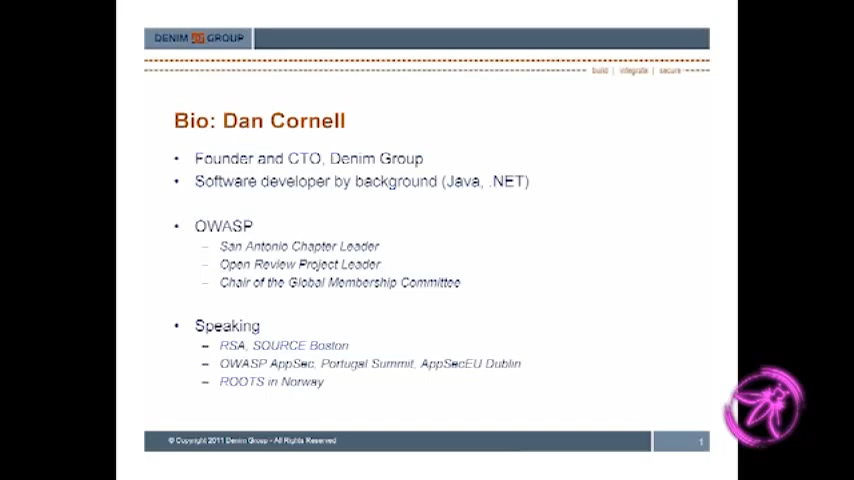 DENIM GROUP
build | integrate | secure
Bio: Dan Cornell
• Founder and CTO, Denim Group
• Software developer by background (Java, .NET)
• OWASP
– San Antonio Chapter Leader
– Open Review Project Leader
– Chair of the Global Membership Committee
• Speaking
– RSA, SOURCE Boston
– OWASP AppSec, Portugal Summit, AppSecEU Dublin
– ROOTS in Norway
© Copyright 2011 Denim Group - All Rights Reserved
1